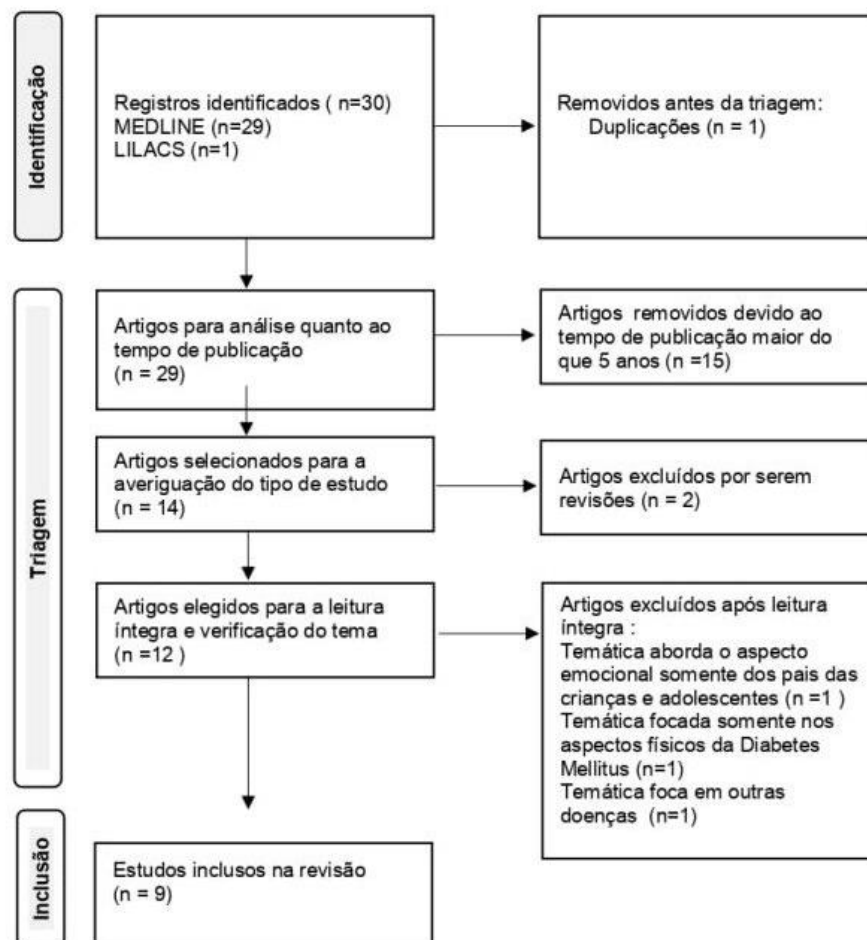 Identificação
Registros identificados ( n=30)
MEDLINE (n=29)
LILACS (n=1)
Removidos antes da triagem:
Duplicações (n = 1)
Triagem
Artigos para análise quanto ao
tempo de publicação
(n = 29)
Artigos removidos devido ao
tempo de publicação maior do
que 5 anos (n =15)
Artigos selecionados para a
averiguação do tipo de estudo
(n = 14)
Artigos excluídos por serem
revisões (n = 2)
Artigos elegidos para a leitura
íntegra e verificação do tema
(n =12 )
Artigos excluídos após leitura
íntegra :
Temática aborda o aspecto
emocional somente dos pais das
crianças e adolescentes (n =1 )
Temática focada somente nos
aspectos físicos da Diabetes
Mellitus (n=1)
Temática foca em outras
doenças (n=1)
Inclusão
Estudos inclusos na revisão
(n = 9)